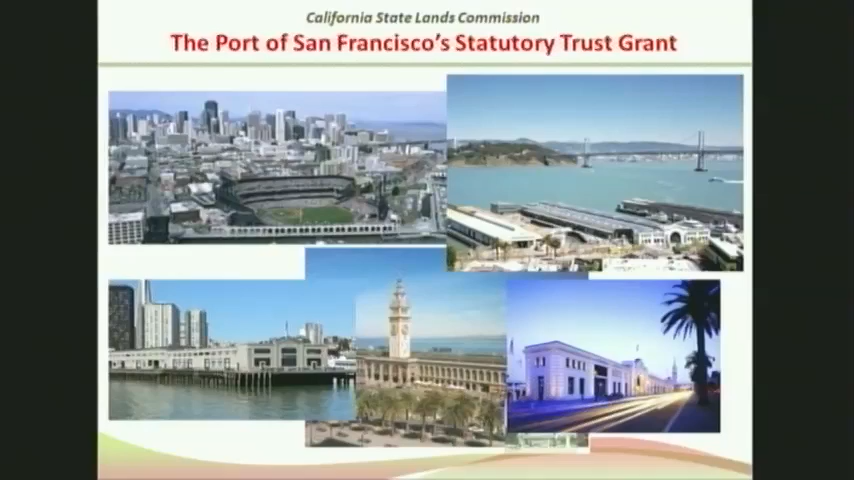 California State Lands Commission
The Port of San Francisco's Statutory Trust Grant